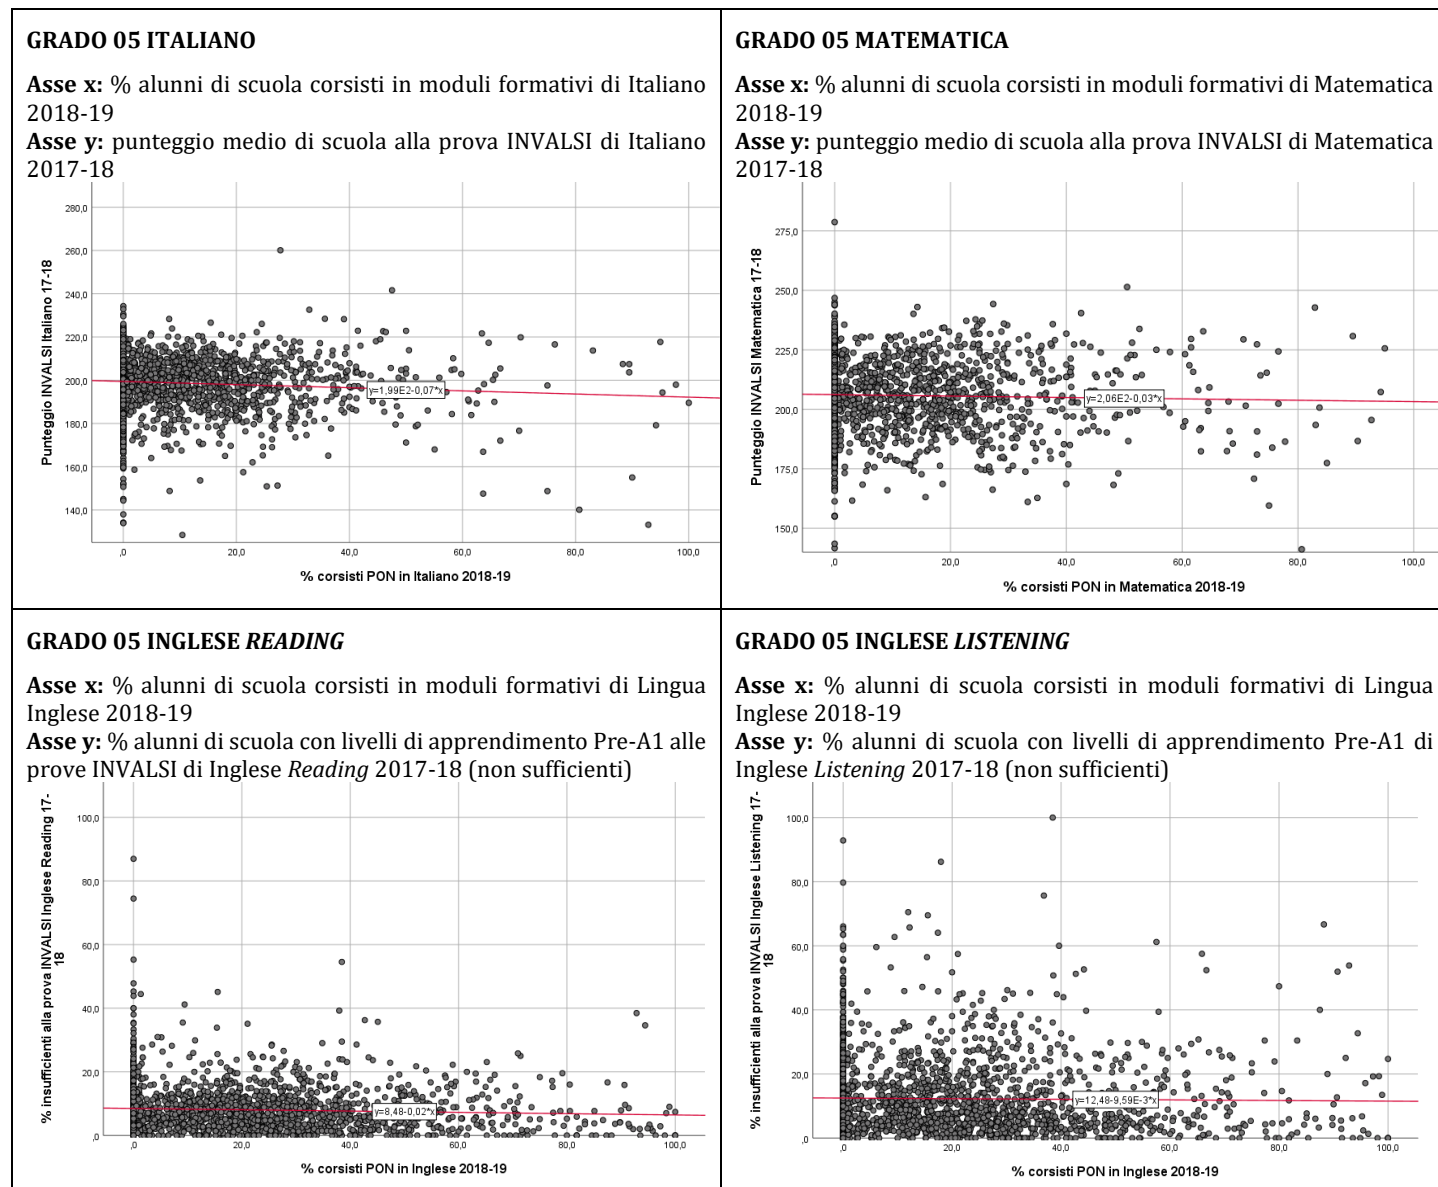 GRADO 05 ITALIANO
Asse x: % alunni di scuola corsisti in moduli formativi di Italiano
2018-19
Asse y: punteggio medio di scuola alla prova INVALSI di Italiano
2017-18
280,0
260,0
240,0
220,0
200,0
180,0
160,0
140,0
Punteggio INVALSI Italiano 17-18
y=1,99E2-0,07*x
,0
20,0
40,0
60,0
80,0
100,0
% corsisti PON in Italiano 2018-19
GRADO 05 MATEMATICA
Asse x: % alunni di scuola corsisti in moduli formativi di Matematica
2018-19
Asse y: punteggio medio di scuola alla prova INVALSI di Matematica
2017-18
275,0
250,0
225,0
200,0
175,0
150,0
Punteggio INVALSI Matematica 17-18
y=2,06E2-0,03*x
,0
20,0
40,0
60,0
80,0
100,0
% corsisti PON in Matematica 2018-19
GRADO 05 INGLESE READING
Asse x: % alunni di scuola corsisti in moduli formativi di Lingua
Inglese 2018-19
Asse y: % alunni di scuola con livelli di apprendimento Pre-A1 alle
prove INVALSI di Inglese Reading 2017-18 (non sufficienti)
100,0
80,0
60,0
40,0
20,0
,0
% insufficienti alla prova INVALSI Inglese Reading 17-
18
y=8,48-0,02*x
,0
20,0
40,0
60,0
80,0
100,0
% corsisti PON in Inglese 2018-19
GRADO 05 INGLESE LISTENING
Asse x: % alunni di scuola corsisti in moduli formativi di Lingua
Inglese 2018-19
Asse y: % alunni di scuola con livelli di apprendimento Pre-A1 di
Inglese Listening 2017-18 (non sufficienti)
100,0
80,0
60,0
40,0
20,0
,0
% insufficienti alla prova INVALSI Inglese Listening 17-
18
y=12,48-9,59E-3*x
,0
20,0
40,0
60,0
80,0
100,0
% corsisti PON in Inglese 2018-19